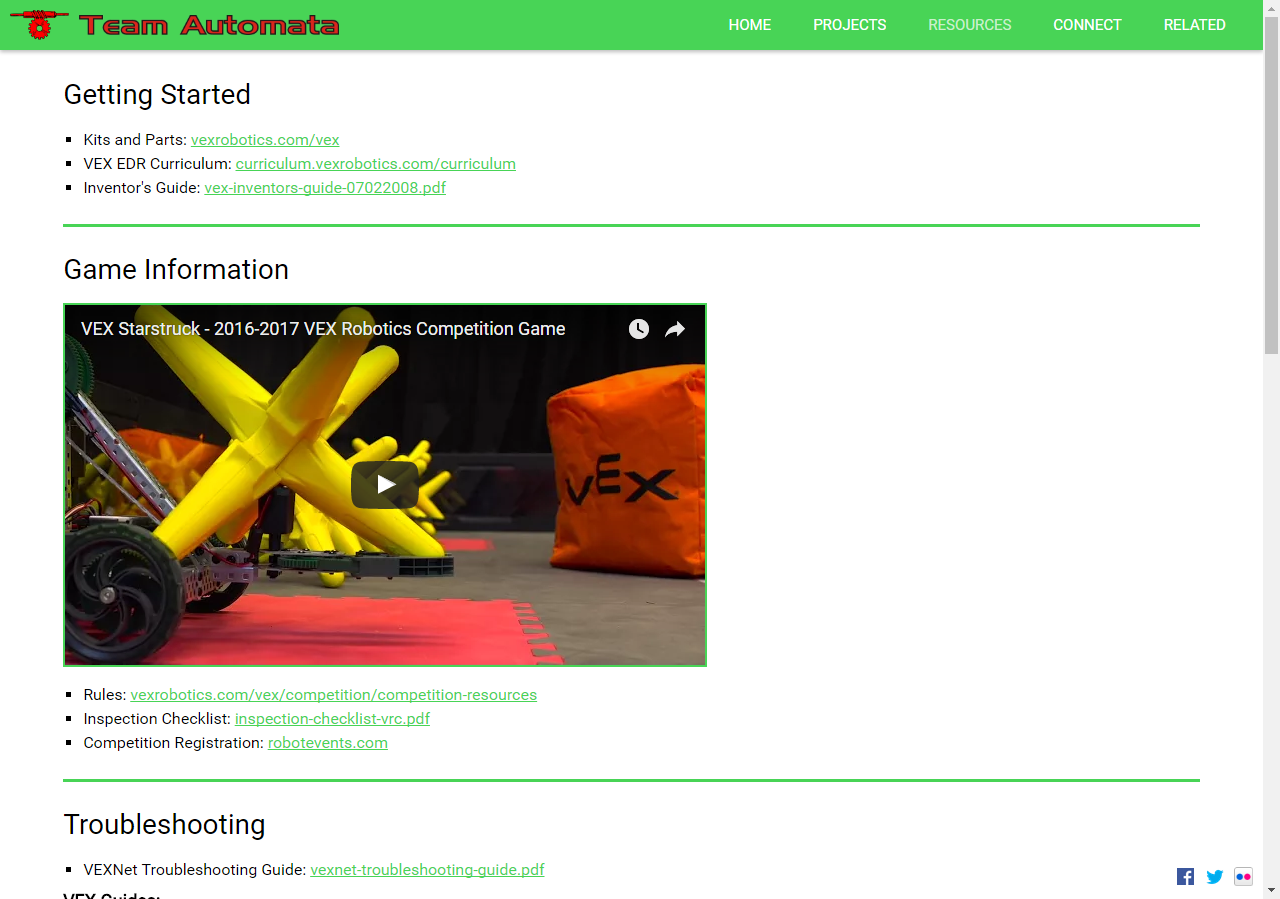 Team Automata
HOME PROJECTS RESOURCES CONNECT RELATED
Getting Started
Kits and Parts: vexrobotics.com/vex
VEX EDR Curriculum: curriculum.vexrobotics.com/curriculum
Inventor's Guide: vex-inventors-guide-07022008.pdf
Game Information
VEX Starstruck - 2016-2017 VEX Robotics Competition Game
VEX
Rules: vexrobotics.com/vex/competition/competition-resources
Inspection Checklist: inspection-checklist-vrc.pdf
Competition Registration: robotevents.com
Troubleshooting
VEXNet Troubleshooting Guide: vexnet-troubleshooting-guide.pdf
VEX Guides: